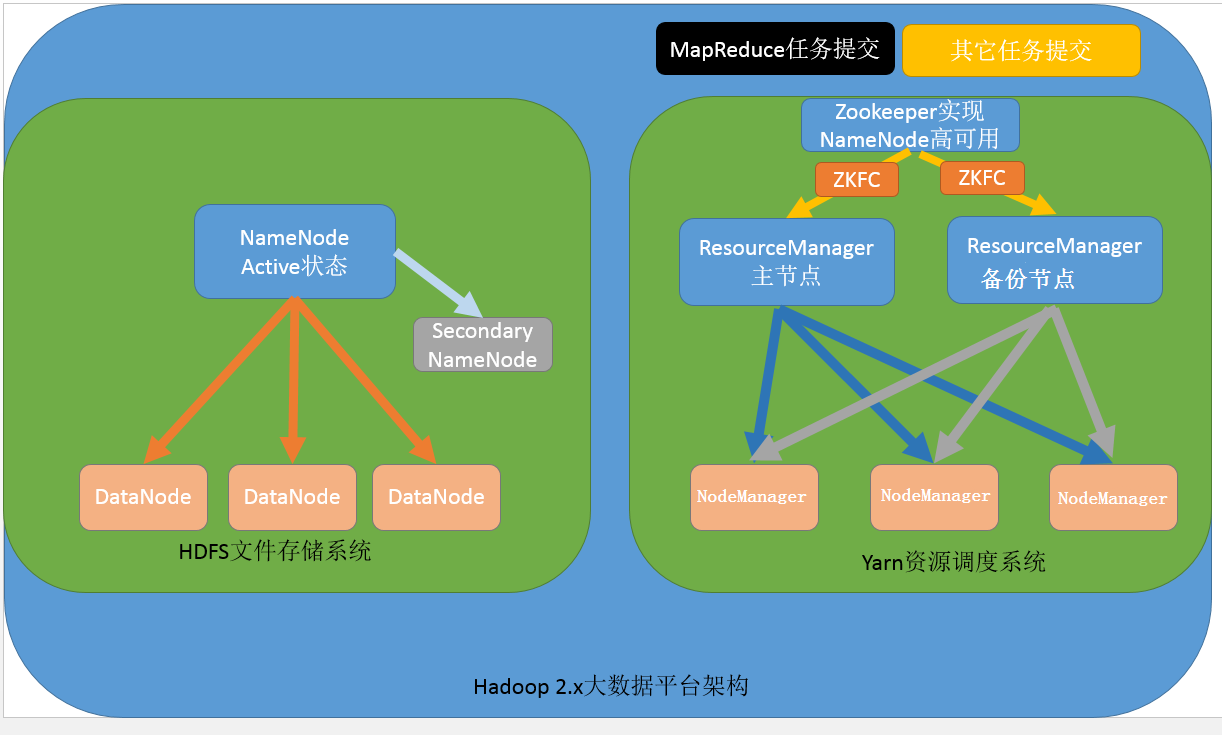 MapReduce任务提交
其它任务提交
Zookeeper实现
NameNode高可用
ZKFC
ZKFC
NameNode
Active状态
ResourceManager
主节点
ResourceManager
备份节点
Secondary
NameNode
DataNode
DataNode
DataNode
NodeManager
NodeManager
NodeManager
HDFS文件存储系统
Yarn资源调度系统
Hadoop 2.x大数据平台架构